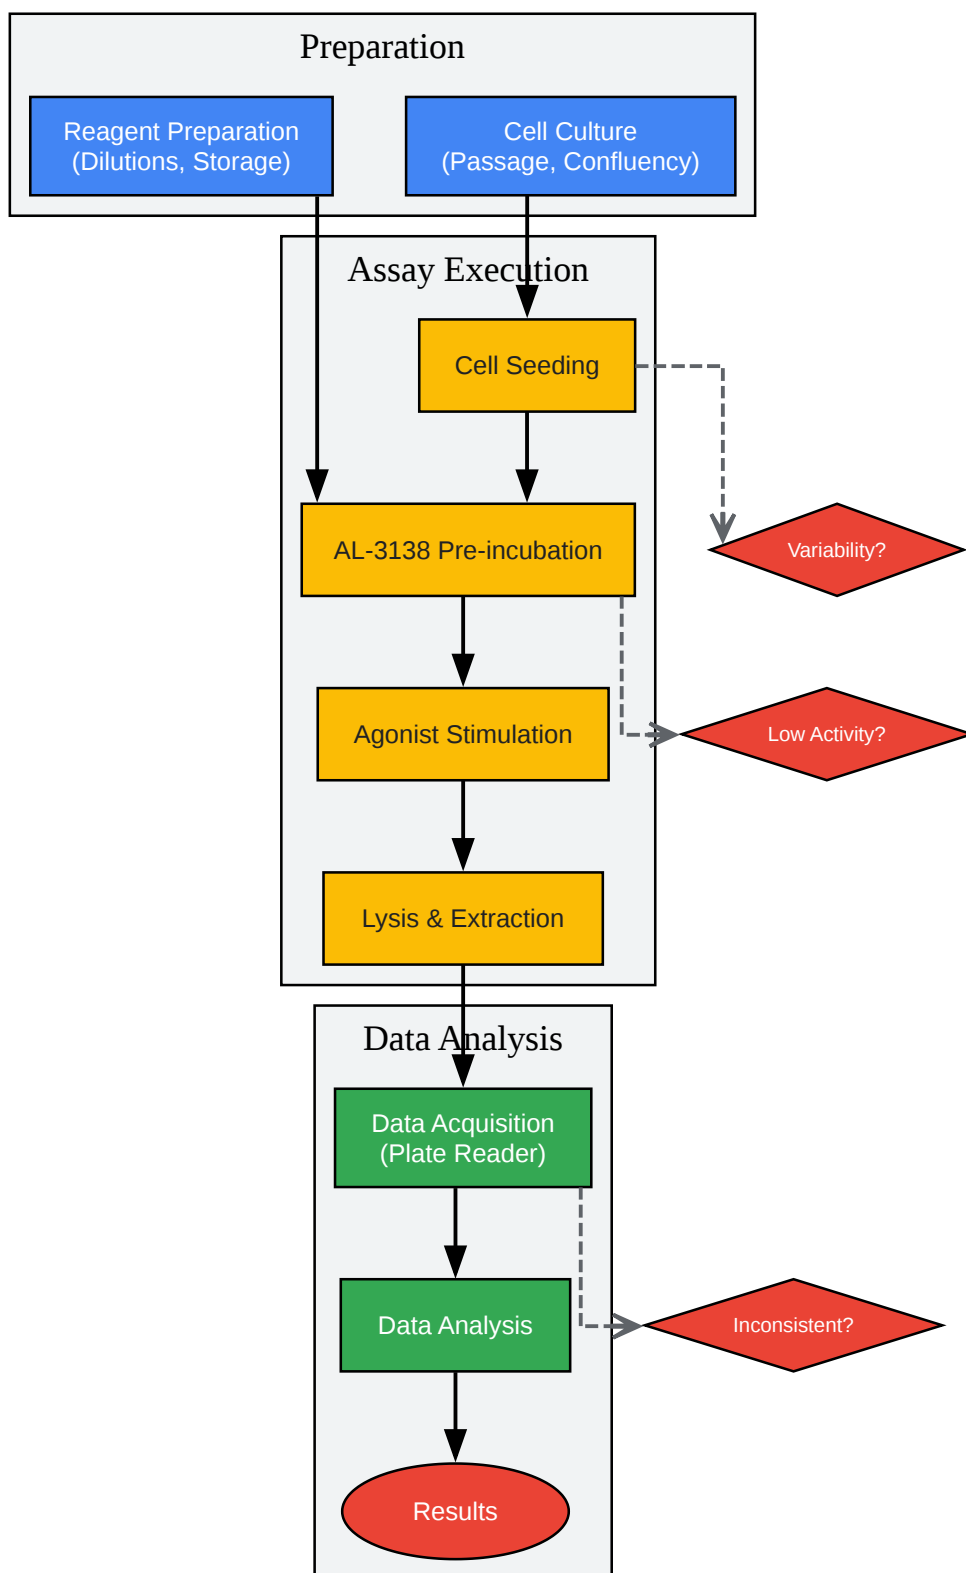 Preparation
Reagent Preparation
(Dilutions, Storage)
Cell Culture
(Passage, Confluency)
Assay Execution
Cell Seeding
AL-3138 Pre-incubation
Variability?
Agonist Stimulation
Low Activity?
Lysis & Extraction
Data Analysis
Data Acquisition
(Plate Reader)
Data Analysis
Inconsistent?
Results